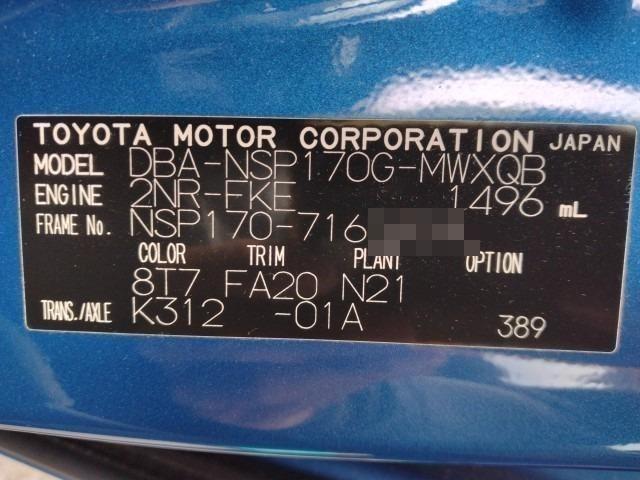 TOYOTA MOTOR CORPORATION JAPAN
MODEL DBA-NSP170G-MWXQB
ENGINE 2NR-FKE 1496 mL
FRAME No. NSP170-716
COLOR TRIM PLANT OPTION
8T7 FA20 N21
TRANS./AXLE K312 -01A 389